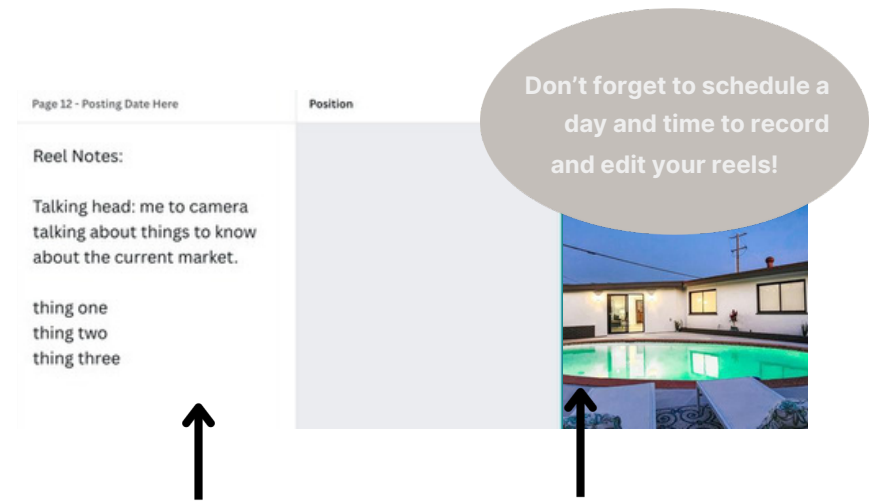 Don't forget to schedule a
day and time to record
and edit your reels!
Page 12 - Posting Date Here
Position
Reel Notes:
Talking head: me to camera
talking about things to know
about the current market.
thing one
thing two
thing three